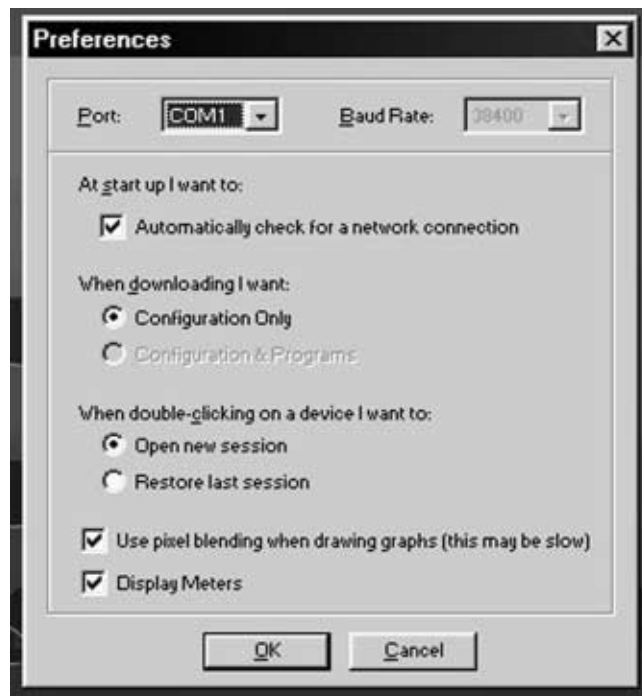 Preferences
Port: COM1 Baud Rate: 38400
At start up I want to:
Automatically check for a network connection
When downloading I want:
Configuration Only
Configuration & Programs
When double-clicking on a device I want to:
Open new session
Restore last session
Use pixel blending when drawing graphs (this may be slow)
Display Meters
OK Cancel